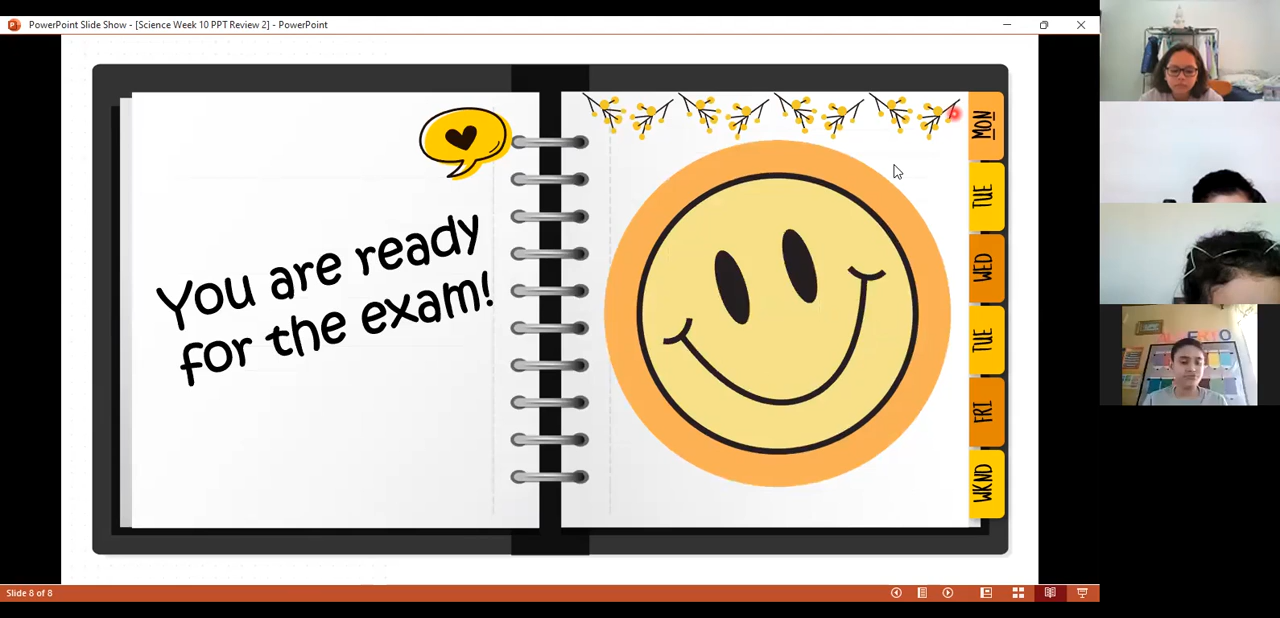 PowerPoint Slide Show - [Science Week 10 PPT Review 2] - PowerPoint
You are ready
for the exam!
MON
TUE
WED
TUE
FRI
WKND
Slide 8 of 8